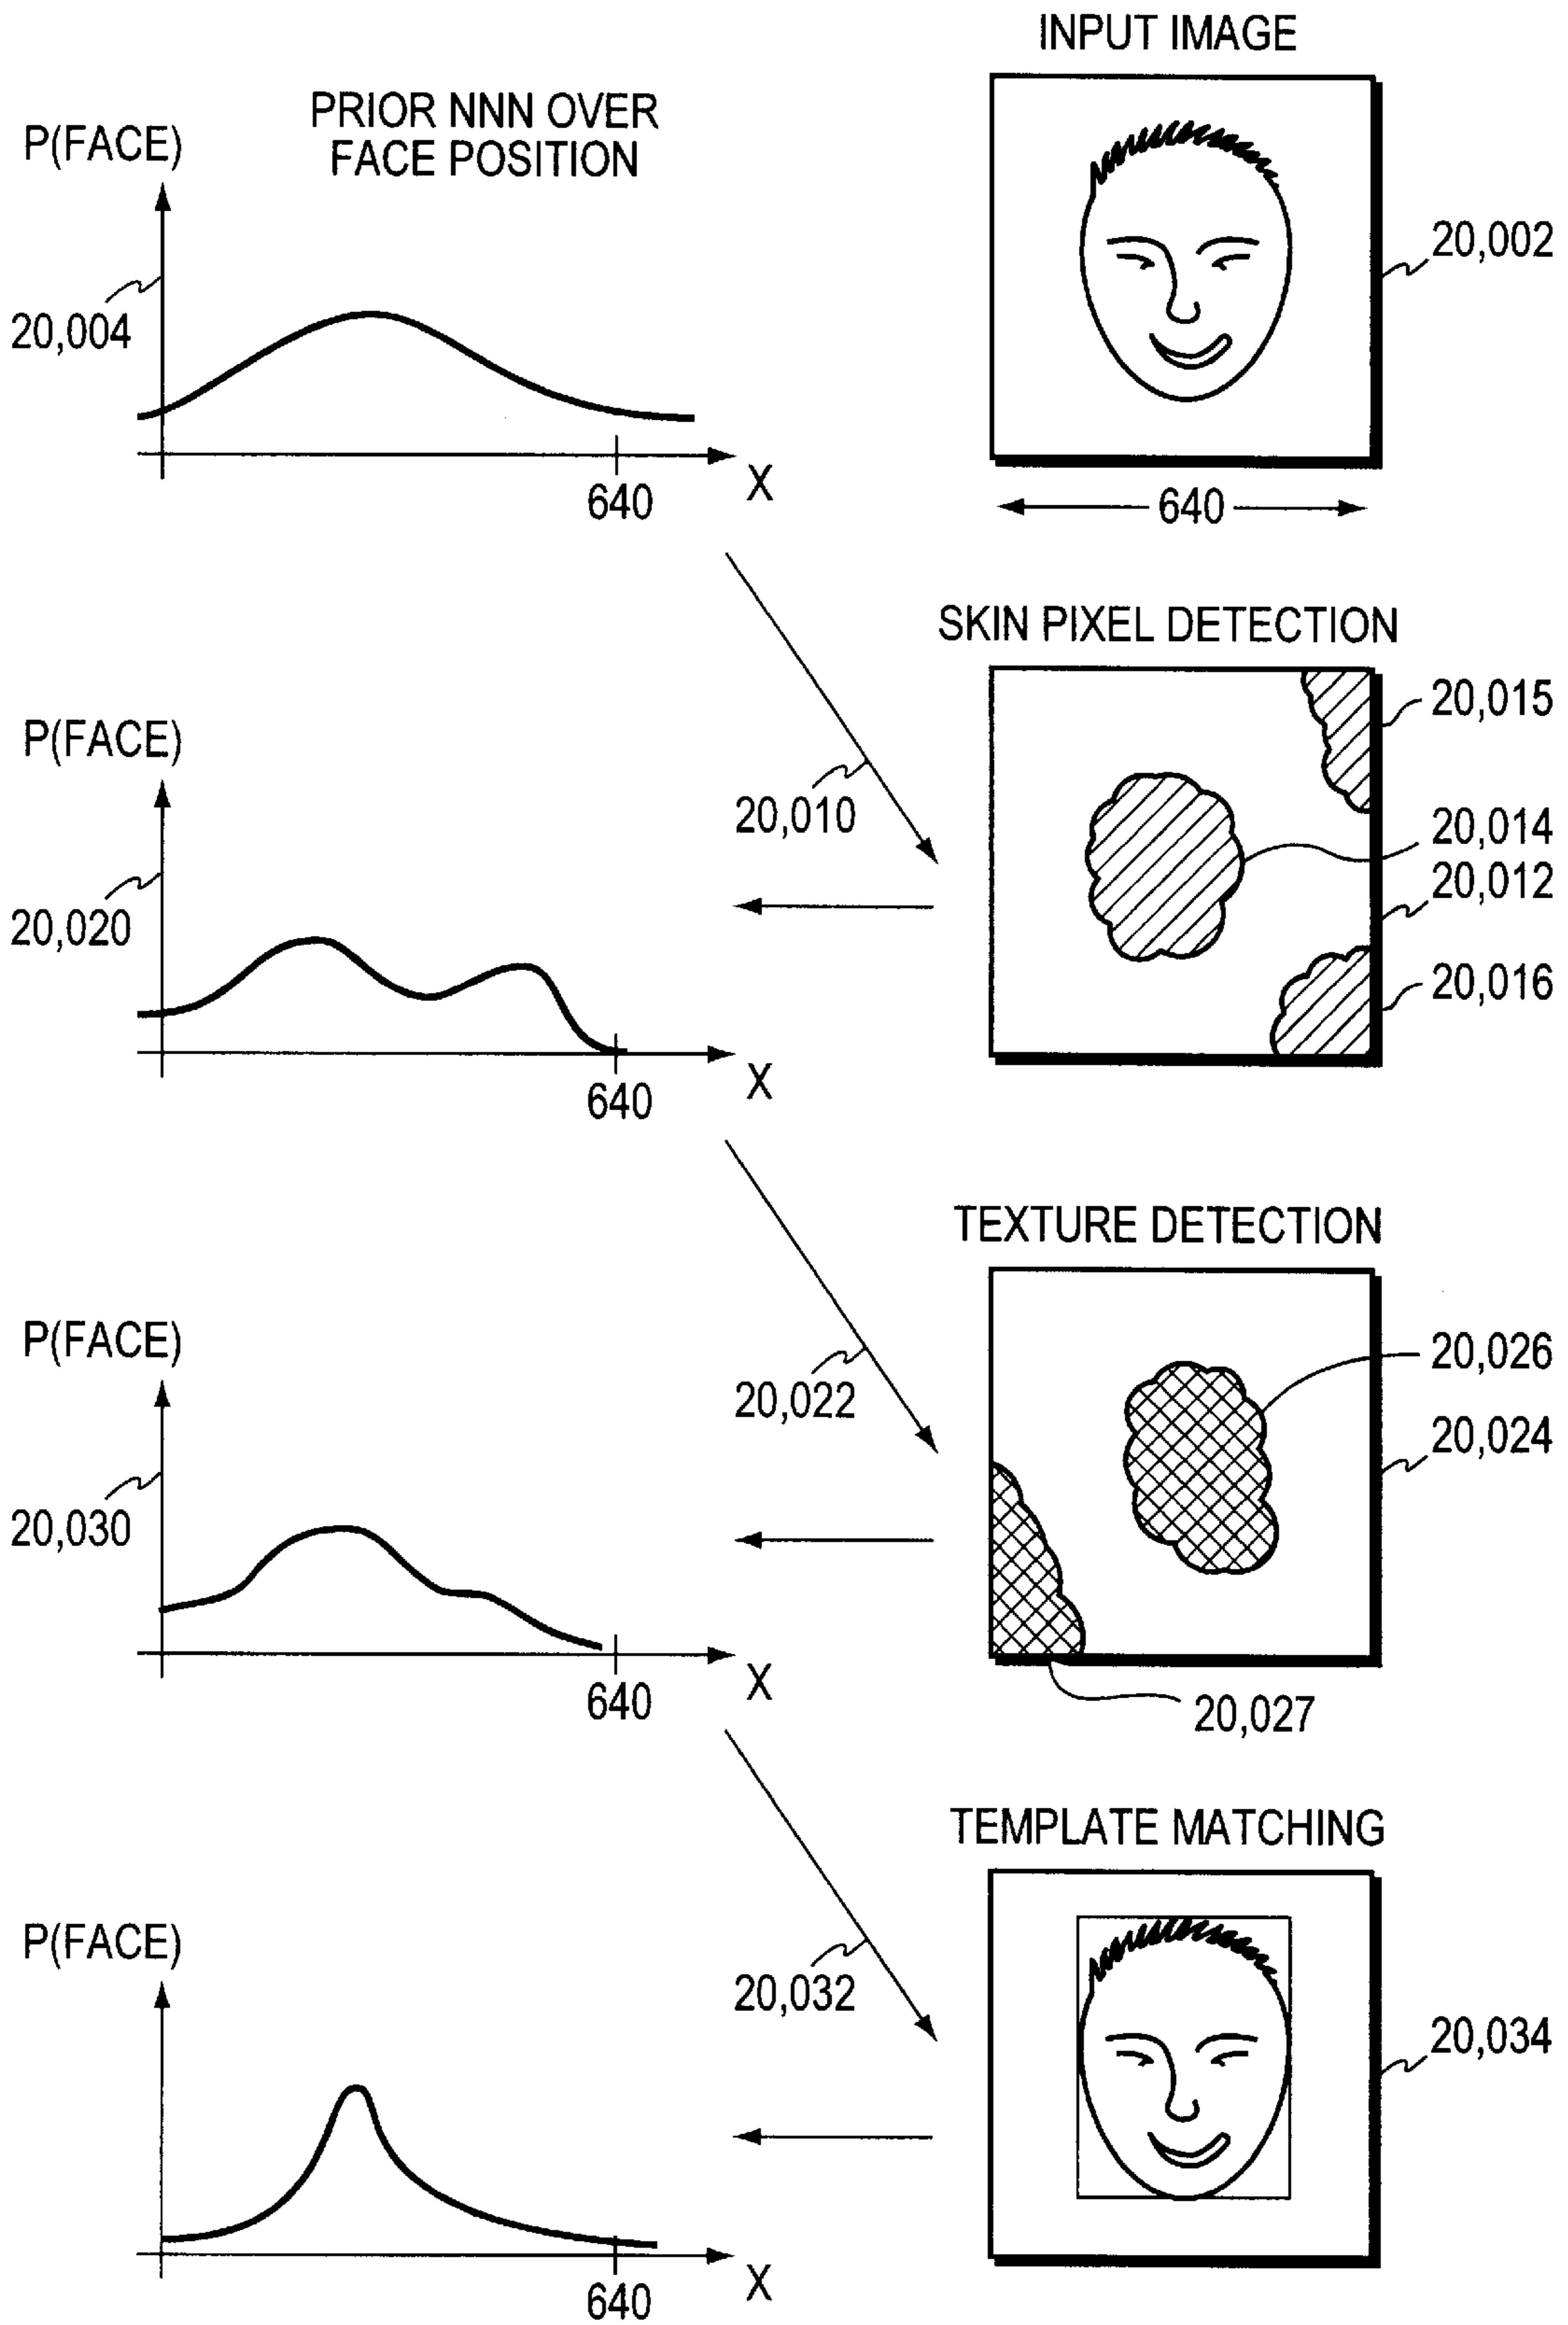 INPUT IMAGE
PRIOR NNN OVER
FACE POSITION
P(FACE)
20,002
20,004
X
640
640
SKIN PIXEL DETECTION
20,015
P(FACE)
20,010
20,014
20,012
20,020
20,016
X
640
TEXTURE DETECTION
P(FACE)
20,026
20,022
20,024
20,030
X
640
20,027
TEMPLATE MATCHING
P(FACE)
20,032
20,034
X
640